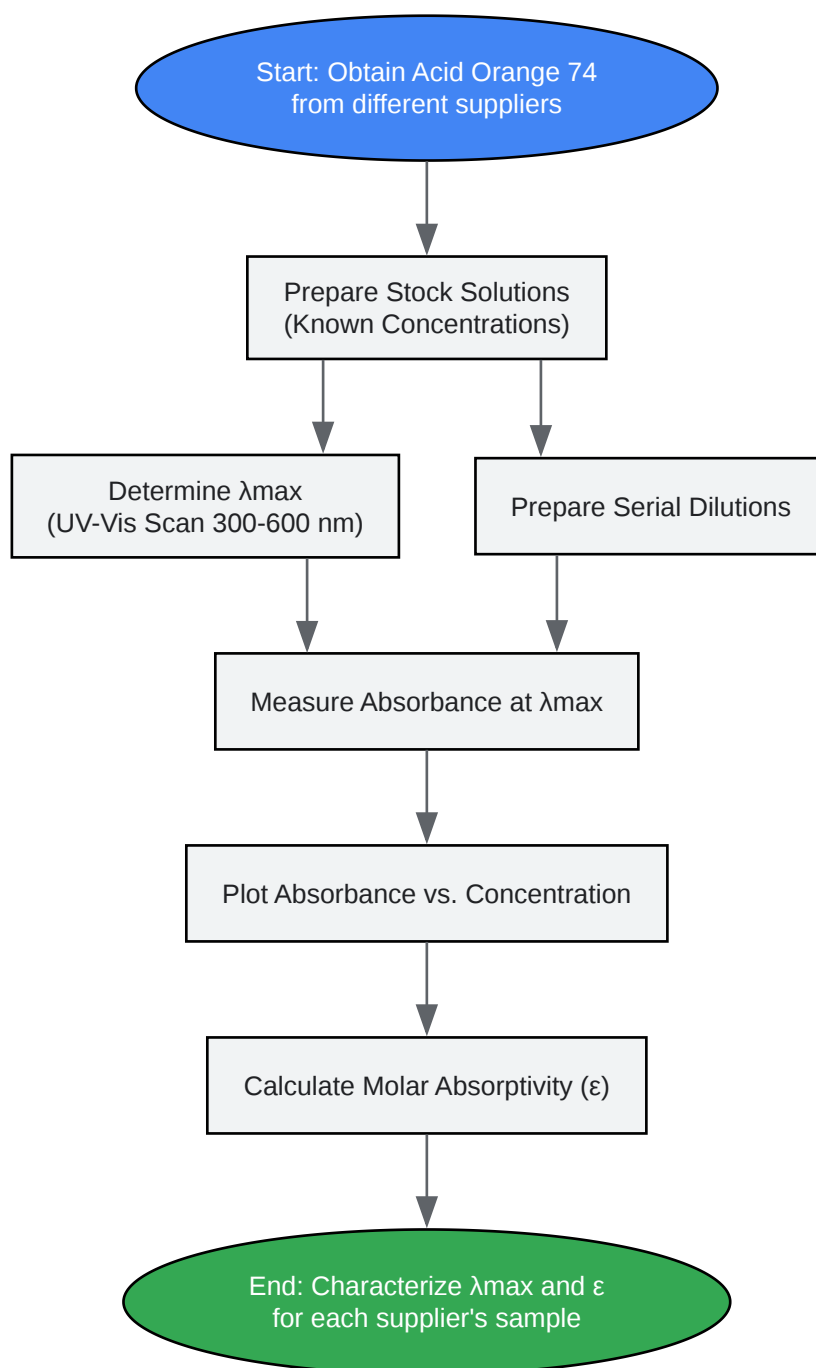 Start: Obtain Acid Orange 74
from different suppliers
Prepare Stock Solutions
(Known Concentrations)
Determine λmax
(UV-Vis Scan 300-600 nm)
Prepare Serial Dilutions
Measure Absorbance at λmax
Plot Absorbance vs. Concentration
Calculate Molar Absorptivity (ε)
End: Characterize λmax and ε
for each supplier's sample